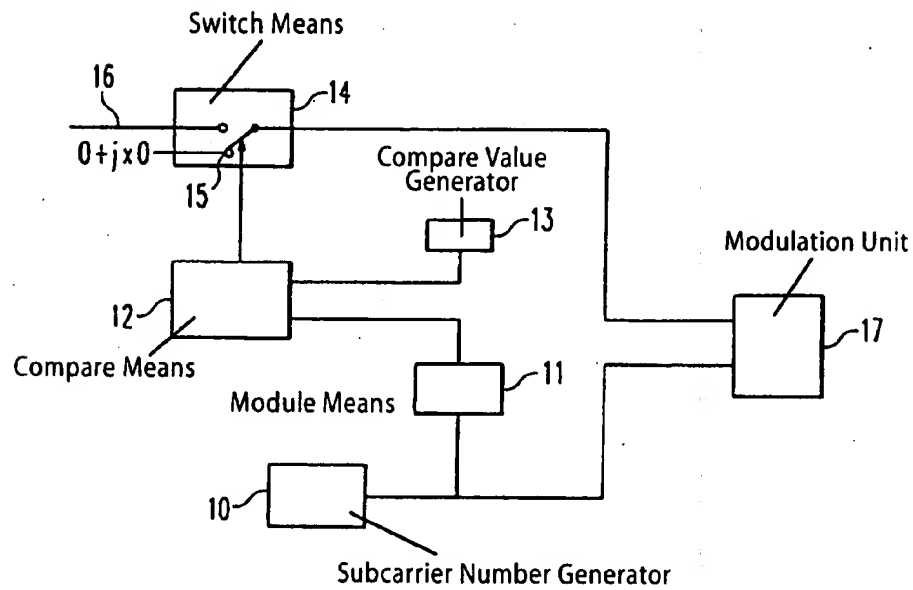 Switch Means
16
14
0+jx0
15
Compare Value
Generator
13
Modulation Unit
12
17
Compare Means
11
Module Means
10
Subcarrier Number Generator